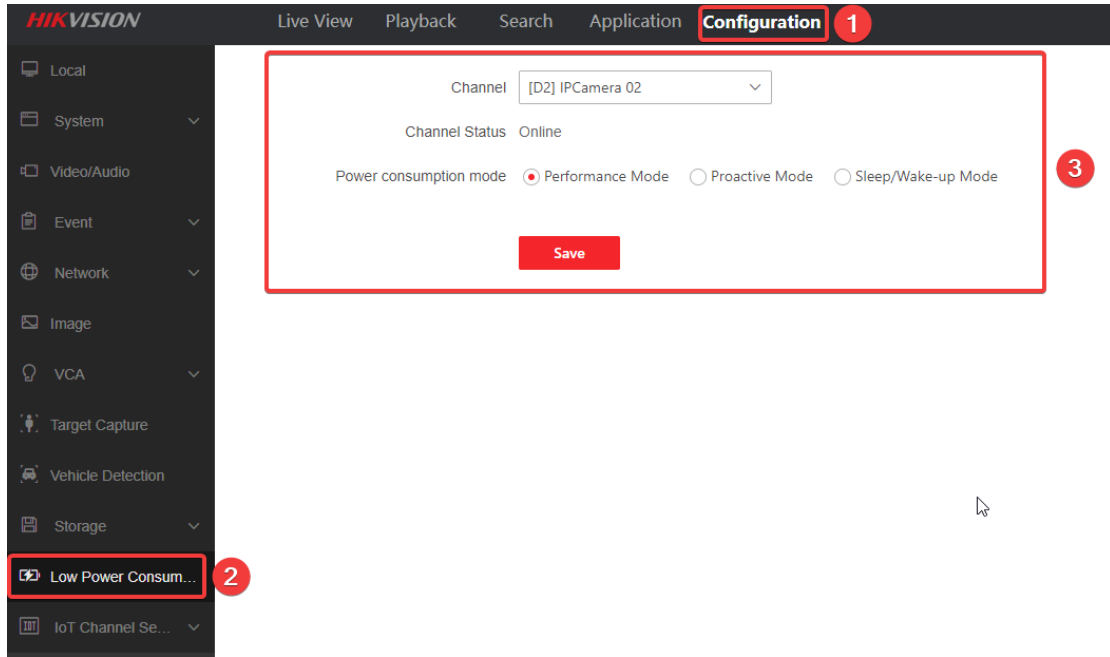 HIKVISION Live View Playback Search Application Configuration 1
Local
System
Video/Audio
Event
Network
Image
VCA
Target Capture
Vehicle Detection
Storage
Low Power Consum... 2
IOT IoT Channel Se...
Channel [D2] IPCamera 02
Channel Status Online
Power consumption mode Performance Mode Proactive Mode Sleep/Wake-up Mode
3
Save